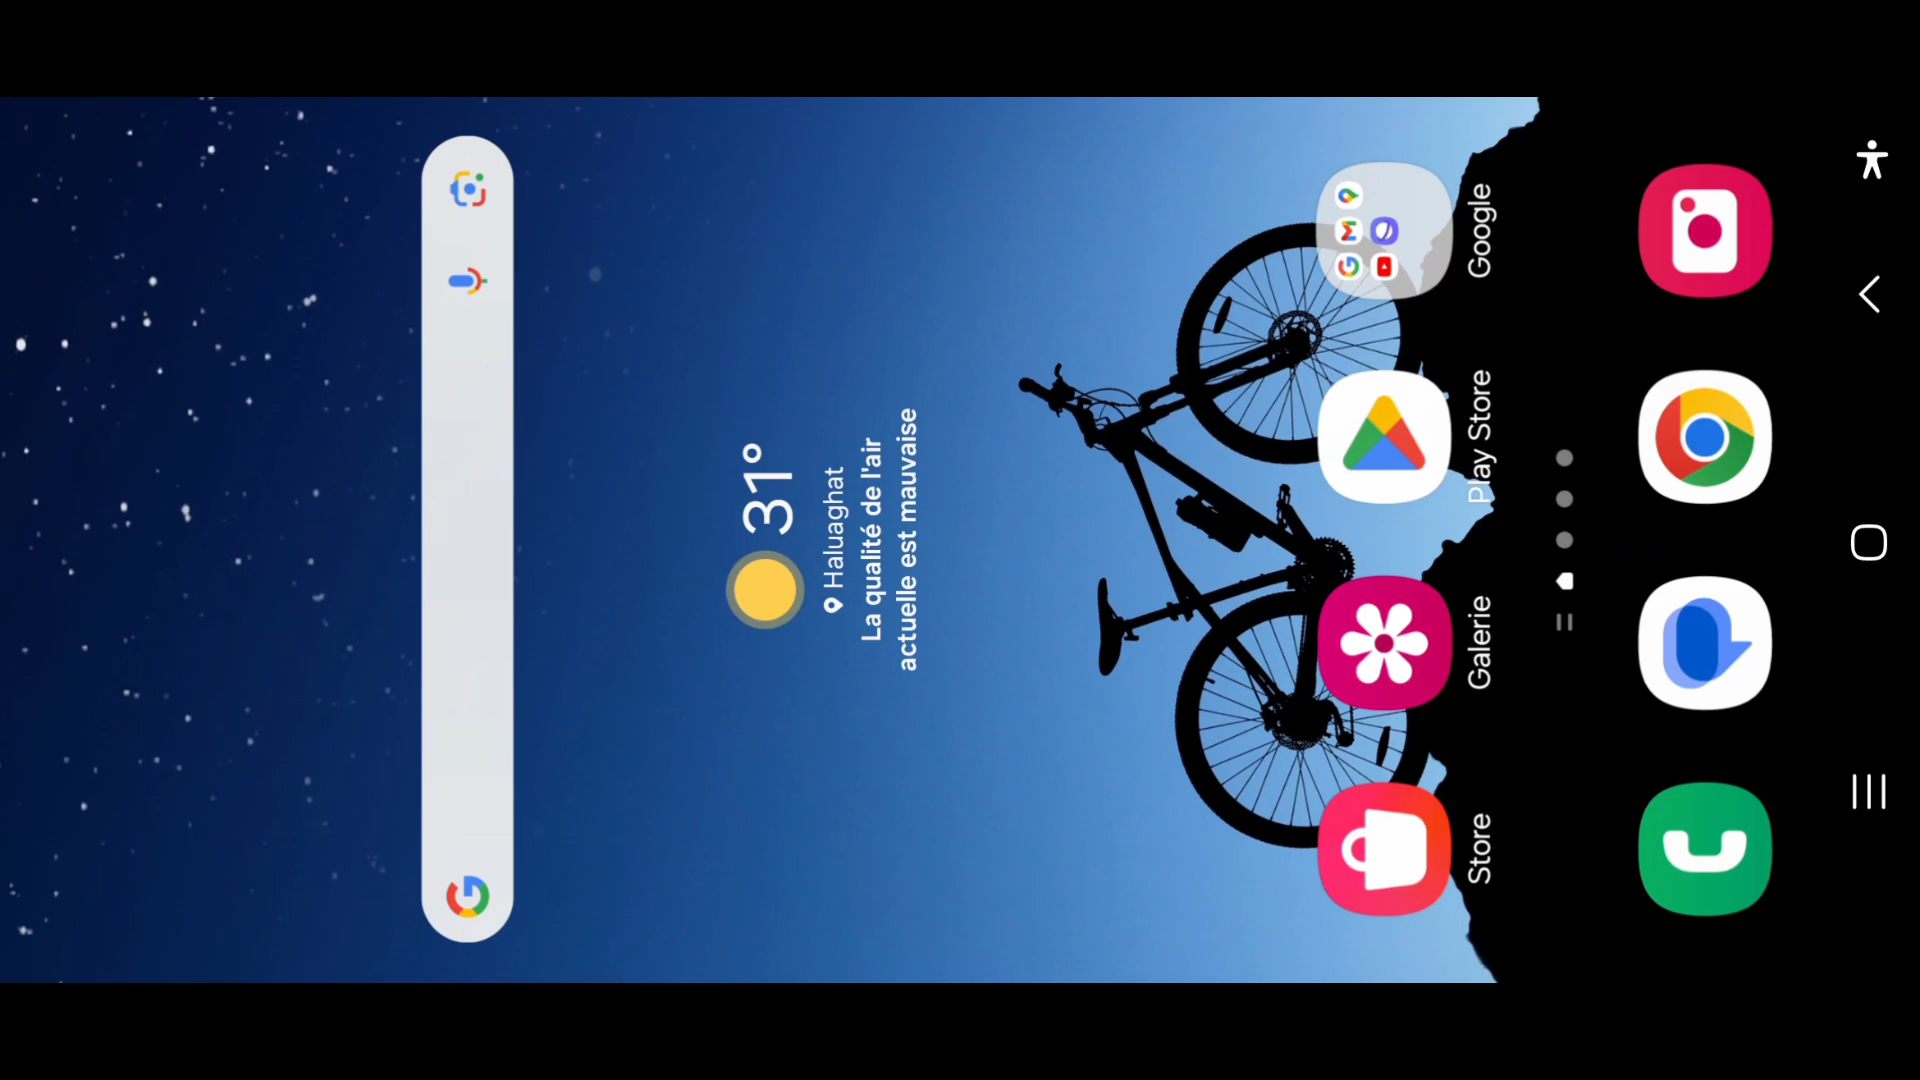 31°
Haluaghat
La qualité de l'air
actuelle est mauvaise
Store
Galerie
Play Store
Google